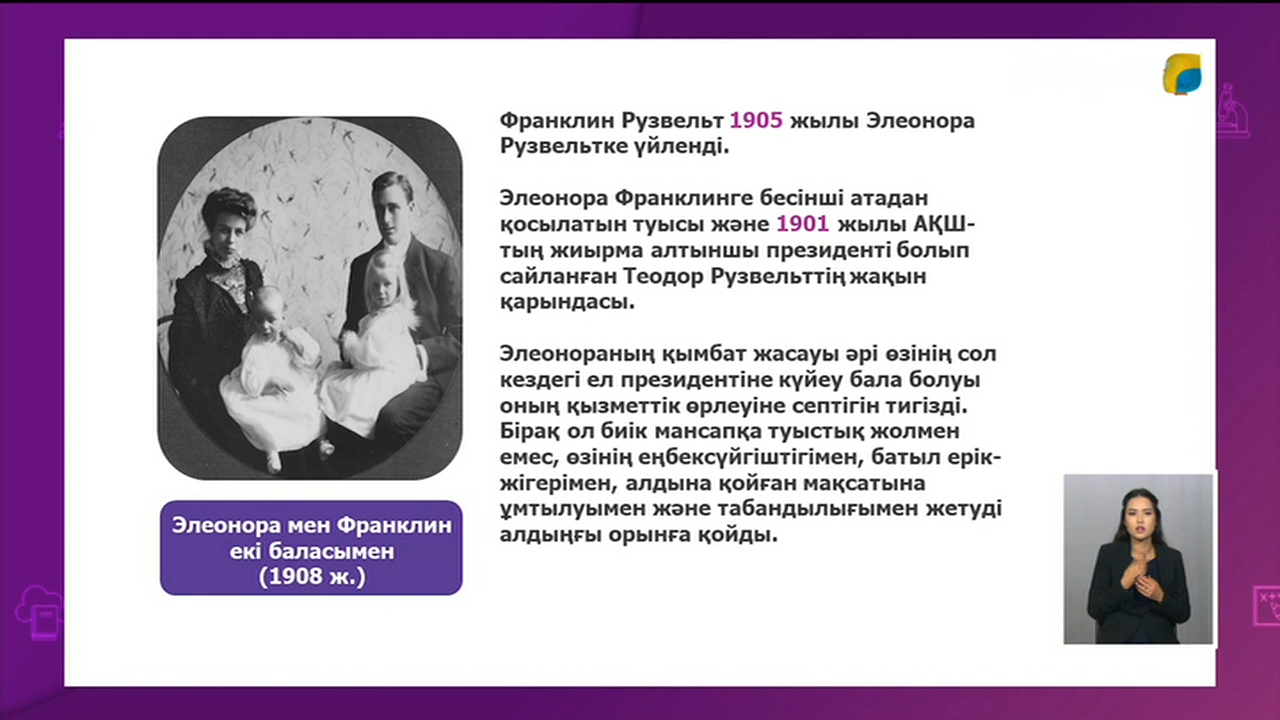 Франклин Рузвельт 1905 жылы Элеонора
Рузвельтке үйленді.
Элеонора Франклинге бесінші атадан
қосылатын туысы және 1901 жылы АҚШ-
тың жиырма алтыншы президенті болып
сайланған Теодор Рузвельттің жақын
қарындасы.
Элеонораның қымбат жасауы әрі өзінің сол
кездегі ел президентіне күйеу бала болуы
оның қызметтік өрлеуіне септігін тигізді.
Бірақ ол биік мансапқа туыстық жолмен
емес, өзінің еңбексүйгіштігімен, батыл ерік-
жігерімен, алдына қойған мақсатына
ұмтылуымен және табандылығымен жетуді
алдыңғы орынға қойды.
Элеонора мен Франклин
екі баласымен
(1908 ж.)